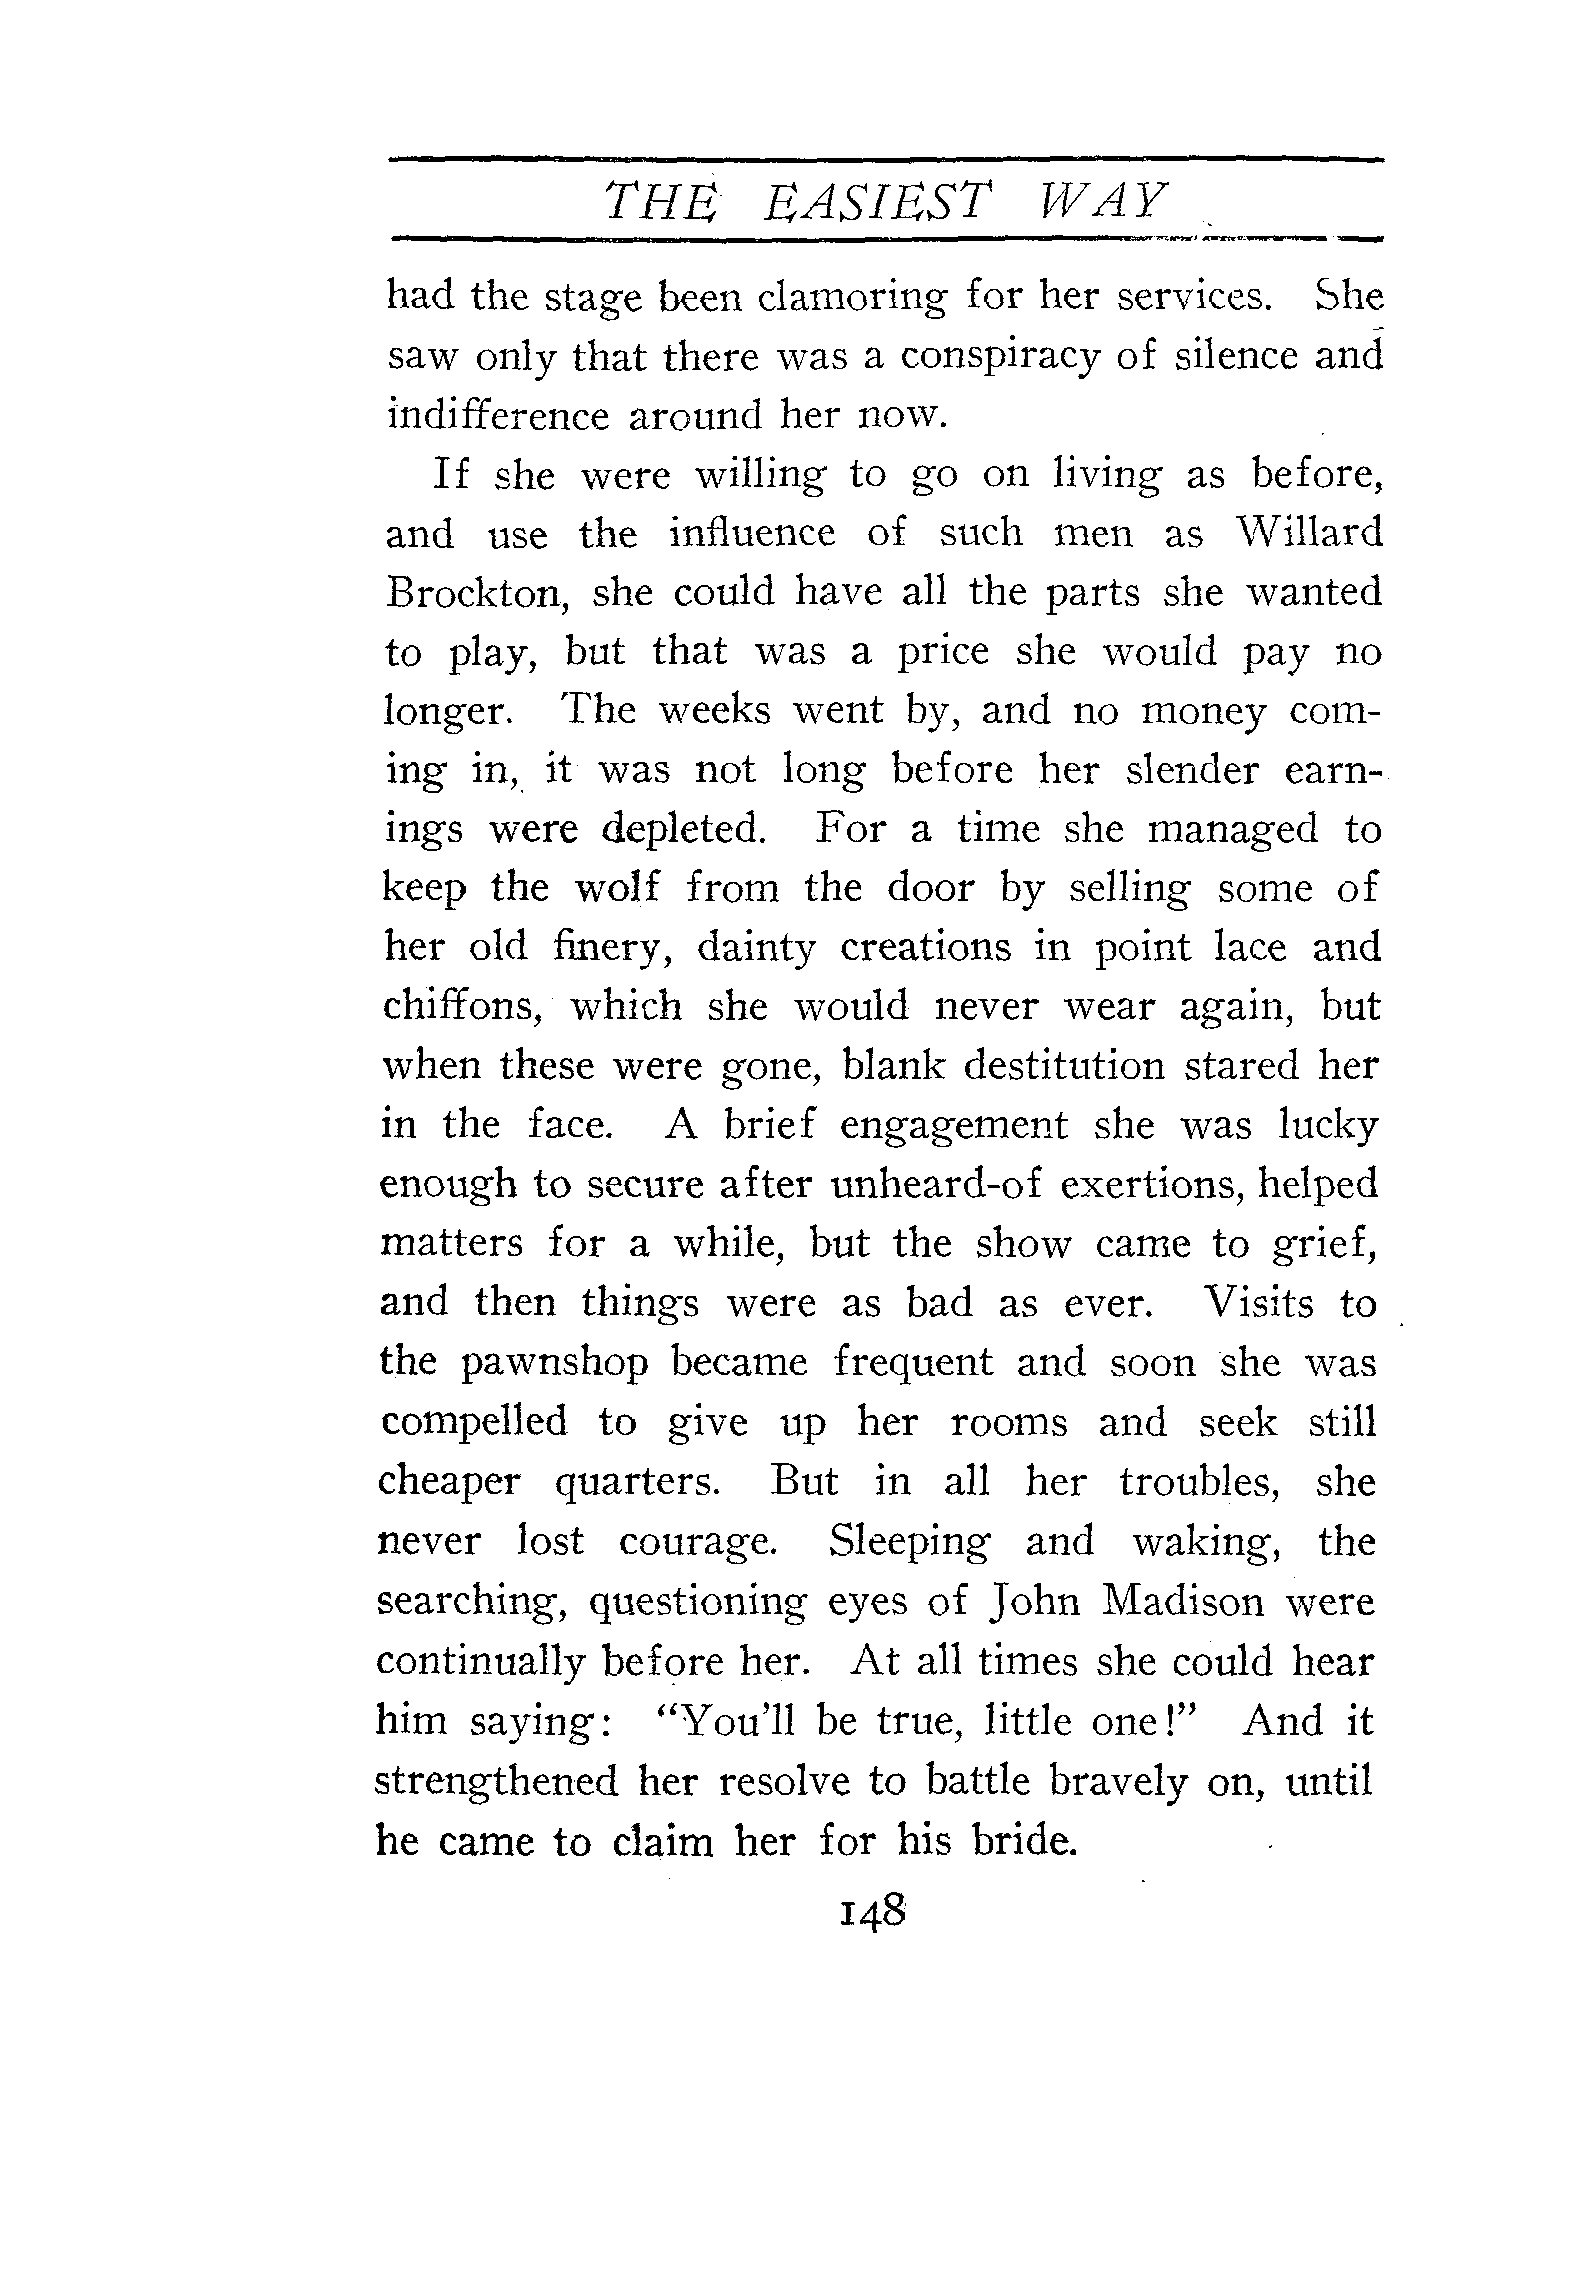 THE EASIEST WAY
had the stage been clamoring for her services. She
saw only that there was a conspiracy of silence and
indifference around her now.
If she were willing to go on living as before,
and use the influence of such men as Willard
Brockton, she could have all the parts she wanted
to play, but that was a price she would pay no
longer. The weeks went by, and no money com-
ing in, it was not long before her slender earn-
ings were depleted. For a time she managed to
keep the wolf from the door by selling some of
her old finery, dainty creations in point lace and
chiffons, which she would never wear again, but
when these were gone, blank destitution stared her
in the face. A brief engagement she was lucky
enough to secure after unheard-of exertions, helped
matters for a while, but the show came to grief,
and then things were as bad as ever. Visits to
the pawnshop became frequent and soon she was
compelled to give up her rooms and seek still
cheaper quarters. But in all her troubles, she
never lost courage. Sleeping and waking, the
searching, questioning eyes of John Madison were
continually before her. At all times she could hear
him saying: "You'll be true, little one!" And it
strengthened her resolve to battle bravely on, until
he came to claim her for his bride.
148